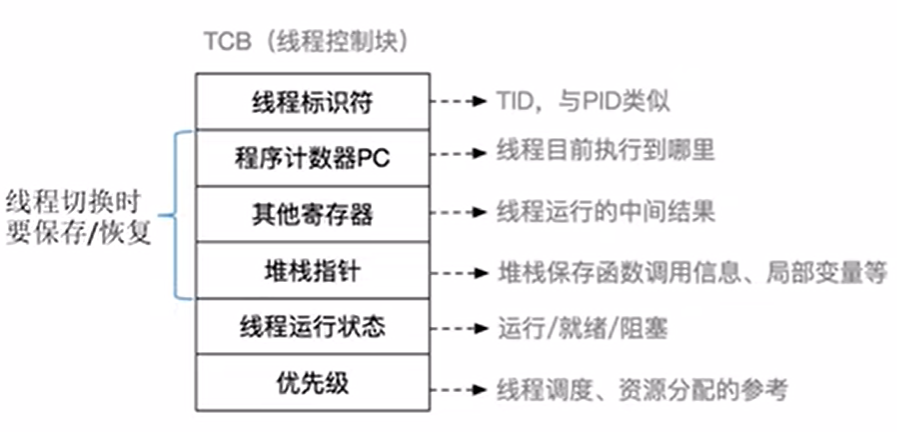 TCB（线程控制块）
线程标识符
TID，与PID类似
程序计数器PC
线程目前执行到哪里
线程切换时
要保存/恢复
其他寄存器
线程运行的中间结果
堆栈指针
堆栈保存函数调用信息、局部变量等
线程运行状态
运行/就绪/阻塞
优先级
线程调度、资源分配的参考